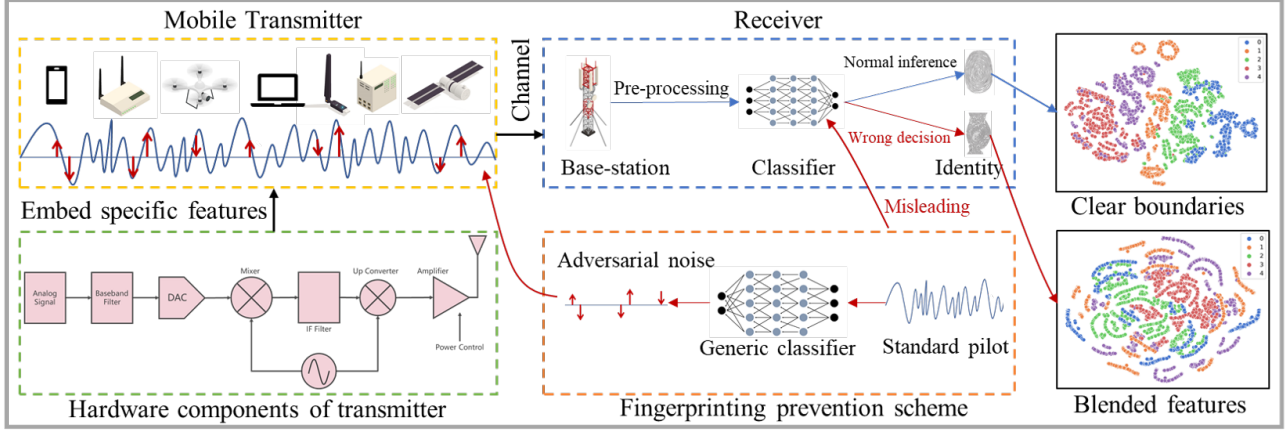 Mobile Transmitter
Receiver
Channel
Pre-processing
Normal inference
Wrong decision
Base-station
Classifier
Identity
0
1
2
3
4
Clear boundaries
Embed specific features
Misleading
Analog
Signal
Baseband
Filter
DAC
Mixer
IF Filter
Up Converter
Amplifier
Power Control
Hardware components of transmitter
Adversarial noise
Generic classifier
Standard pilot
Fingerprinting prevention scheme
0
1
2
3
4
Blended features